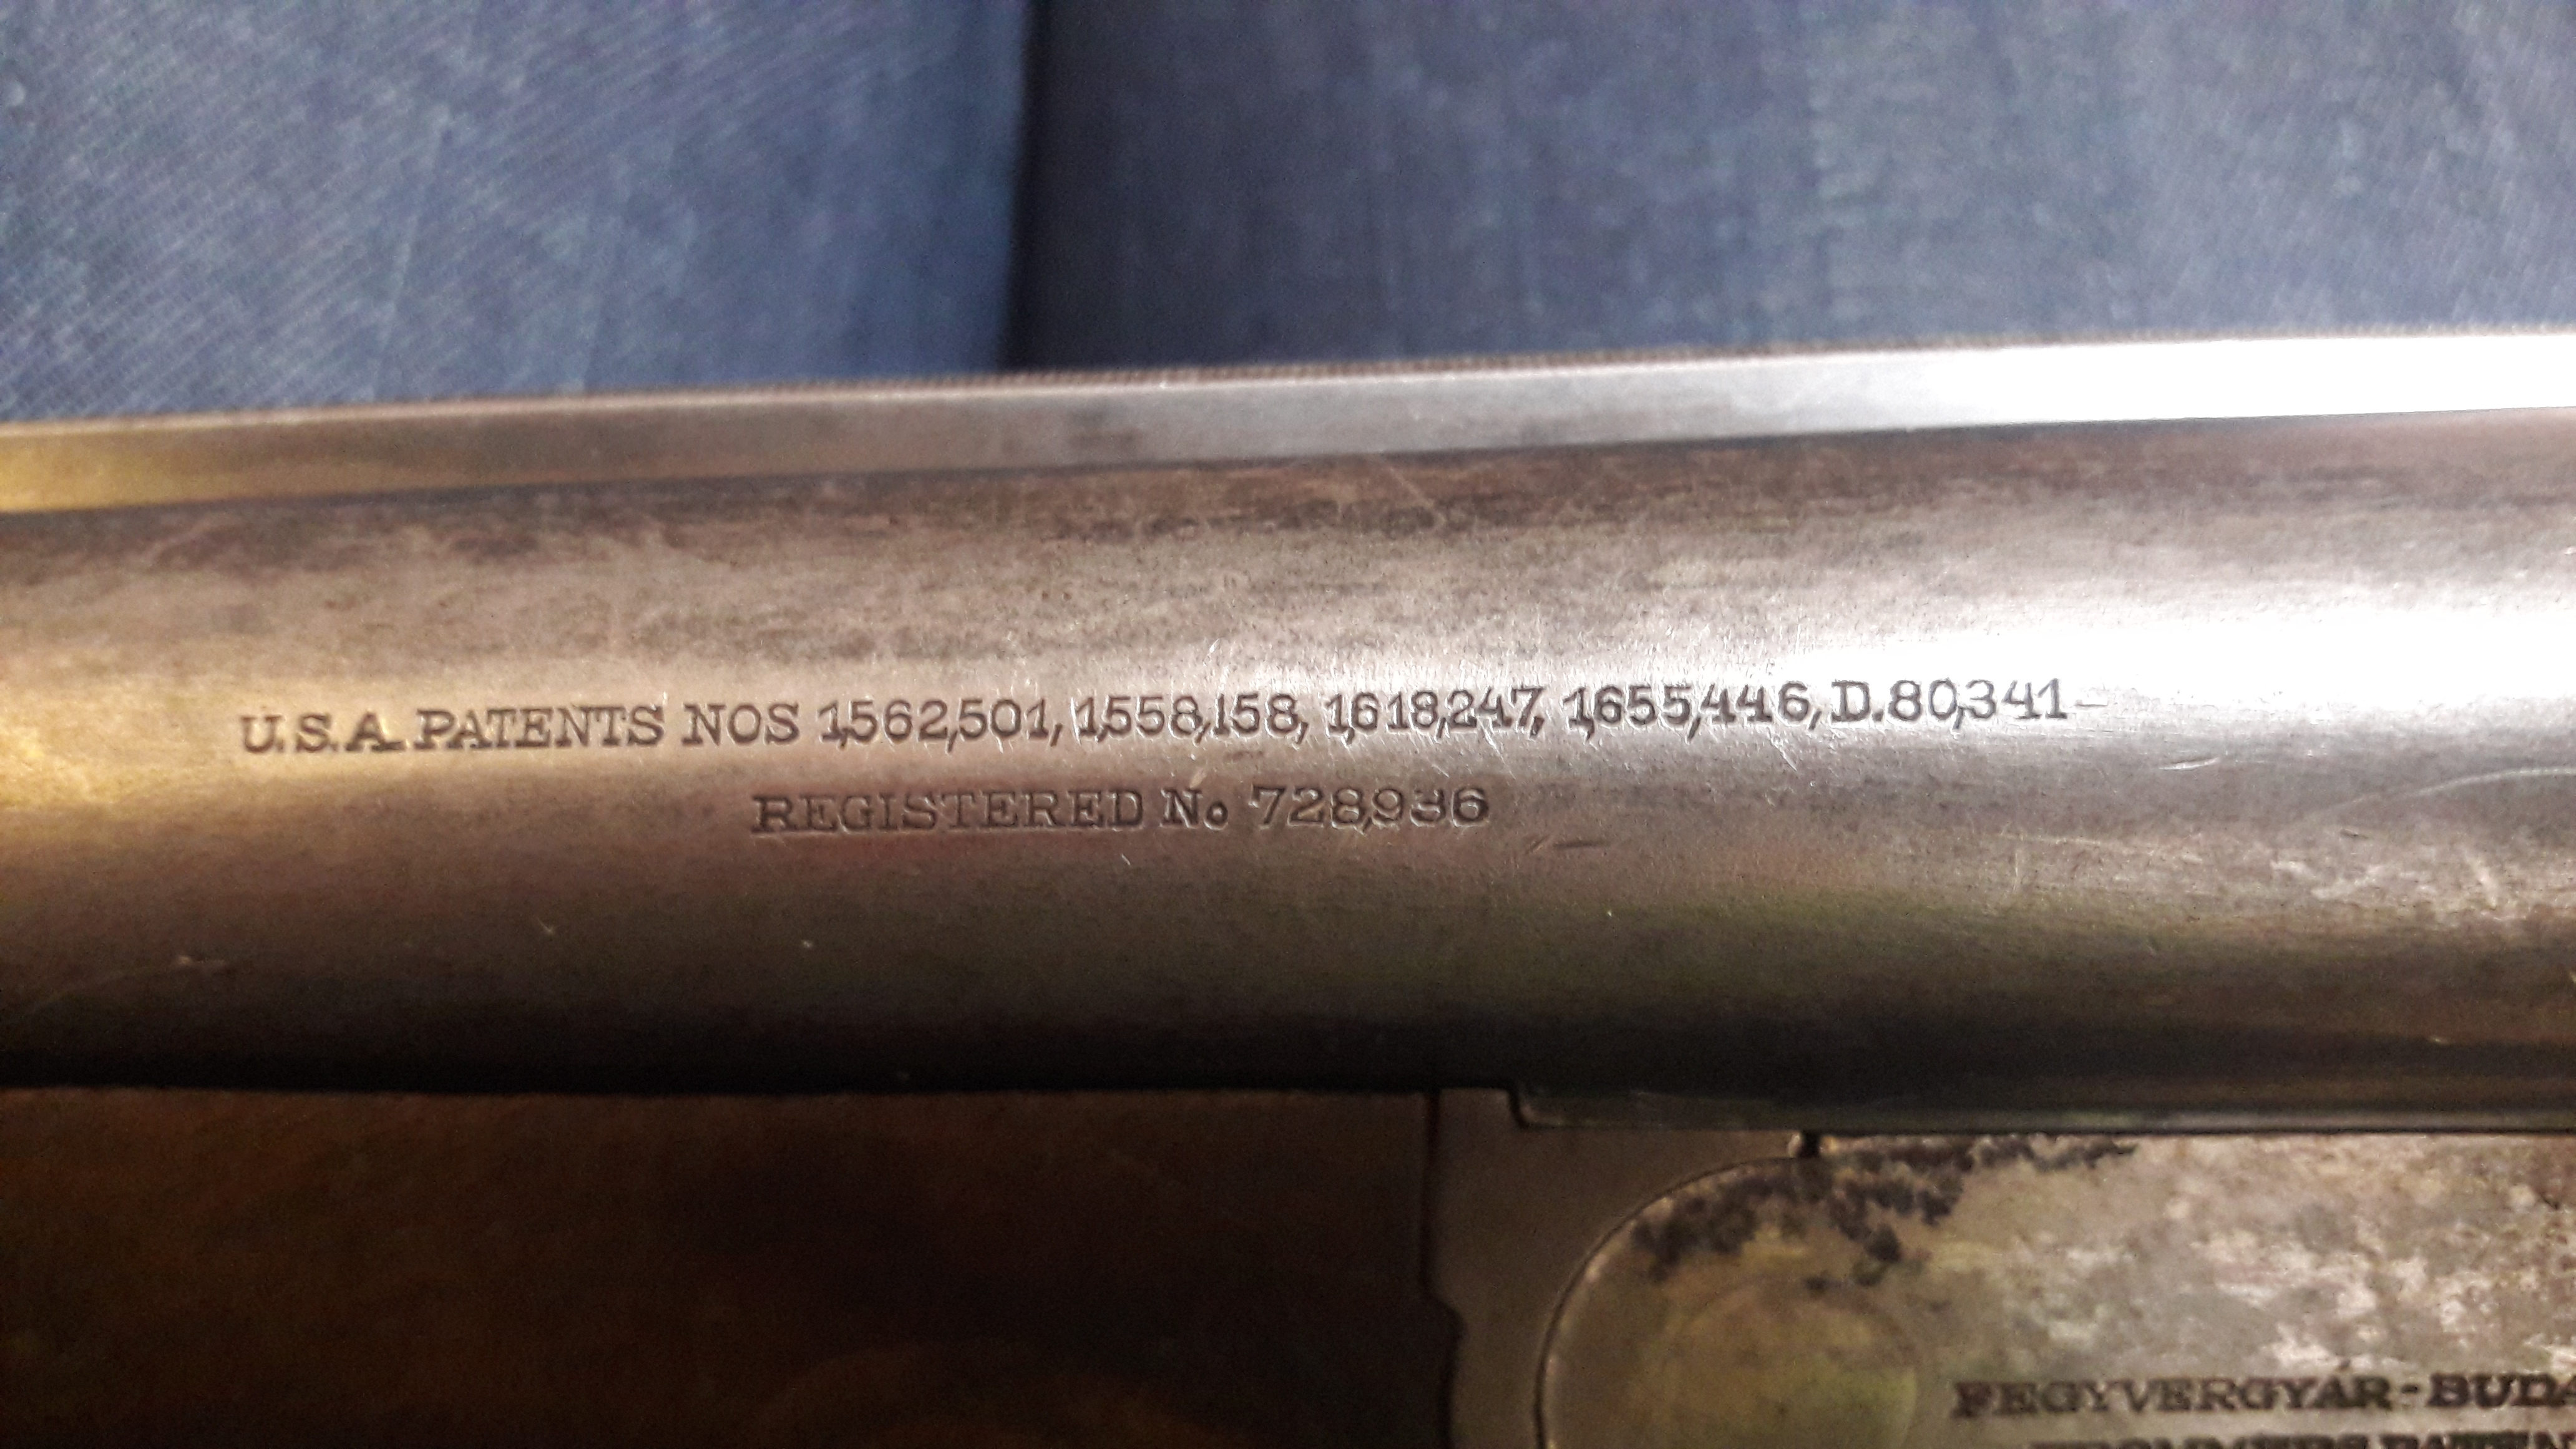 U.S.A. PATENTS NOS 1,562,501, 1,558,158, 1,618,247, 1,655,446, D.80,341
REGISTERED No 728,936
FEGYVERGYÁR-BUDA